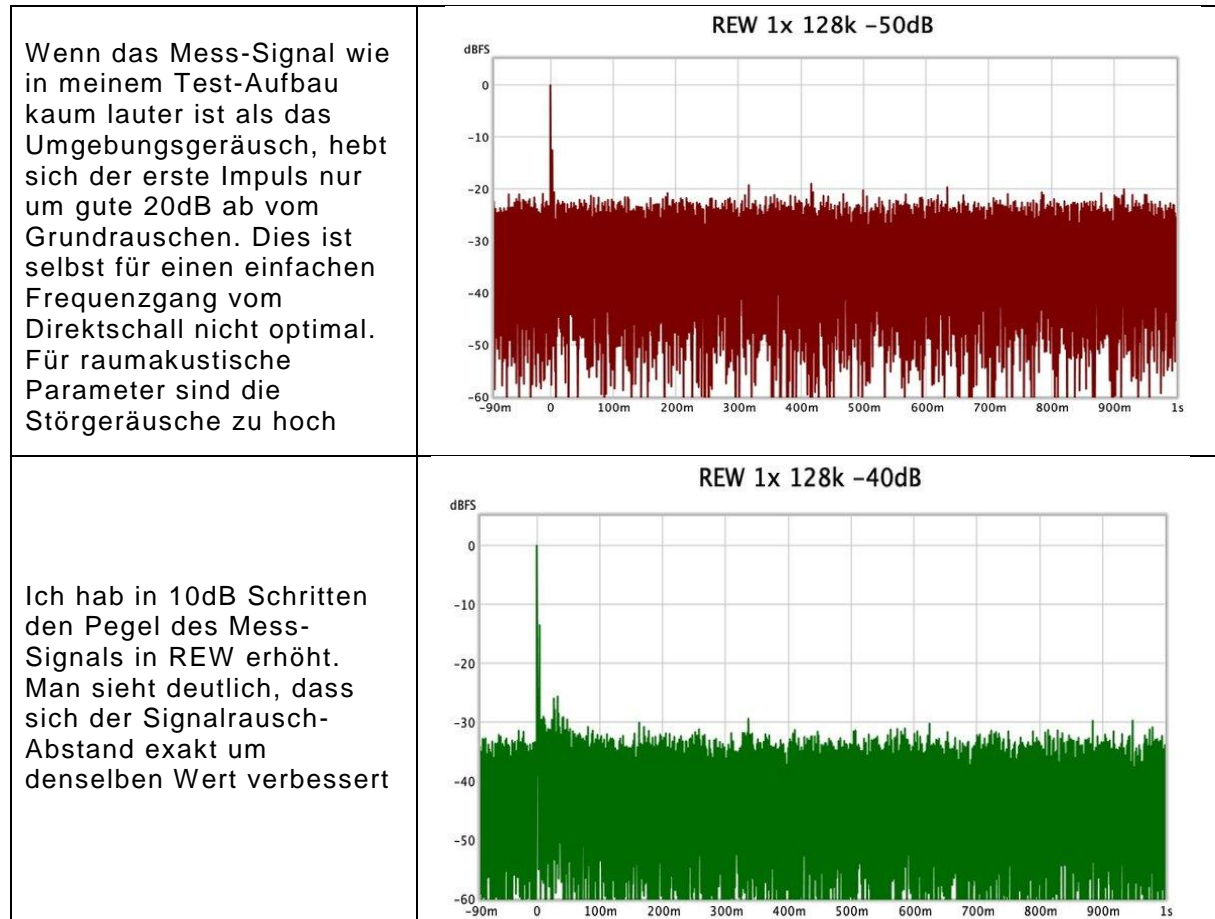 Wenn das Mess-Signal wie
in meinem Test-Aufbau
kaum lauter ist als das
Umgebungsgeräusch, hebt
sich der erste Impuls nur
um gute 20dB ab vom
Grundrauschen. Dies ist
selbst für einen einfachen
Frequenzgang vom
Direktschall nicht optimal.
Für raumakustische
Parameter sind die
Störgeräusche zu hoch
REW 1x 128k -50dB
dBFS
0
-10
-20
-30
-40
-50
-60
-90m 0 100m 200m 300m 400m 500m 600m 700m 800m 900m 1s
Ich hab in 10dB Schritten
den Pegel des Mess-
Signals in REW erhöht.
Man sieht deutlich, dass
sich der Signalrausch-
Abstand exakt um
denselben Wert verbessert
REW 1x 128k -40dB
dBFS
0
-10
-20
-30
-40
-50
-60
-90m 0 100m 200m 300m 400m 500m 600m 700m 800m 900m 1s